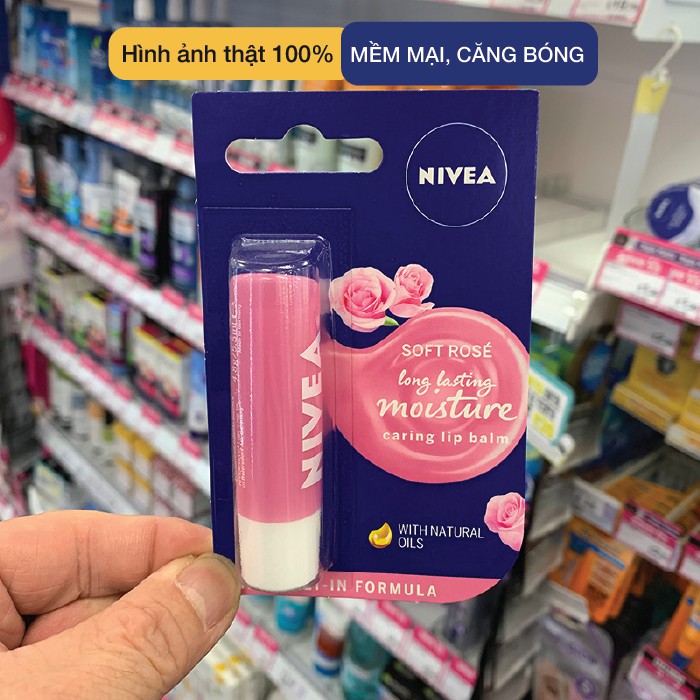 Hình ảnh thật 100% MỀM MẠI, CĂNG BÓNG
NIVEA
SOFT ROSÉ
long lasting
moisture
caring lip balm
NIVEA
WITH NATURAL
OILS
-IN FORMULA